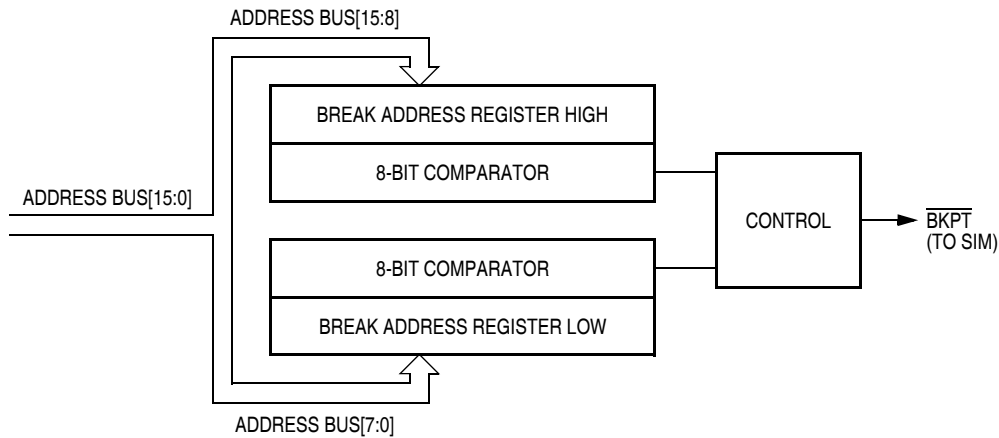 ADDRESS BUS[15:8]
BREAK ADDRESS REGISTER HIGH
8-BIT COMPARATOR
ADDRESS BUS[15:0]
CONTROL
BKPT
(TO SIM)
8-BIT COMPARATOR
BREAK ADDRESS REGISTER LOW
ADDRESS BUS[7:0]